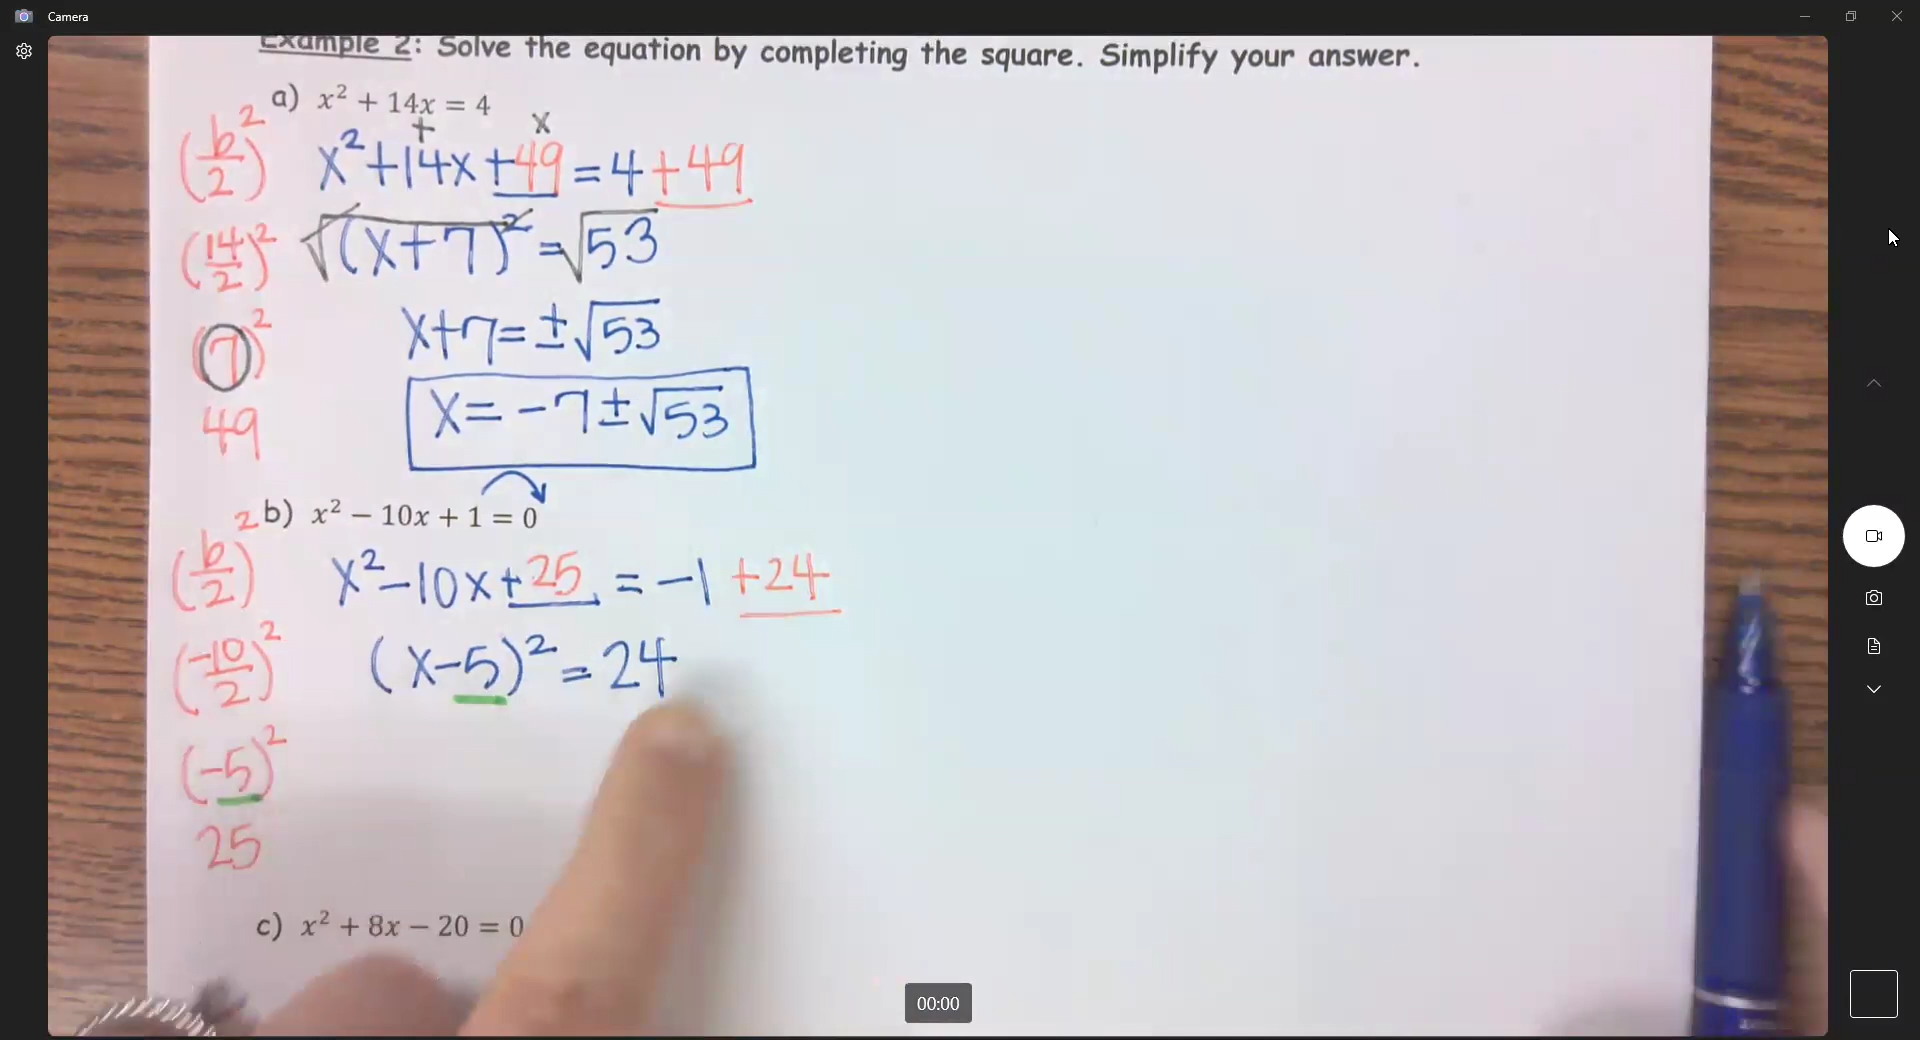 Camera
Example 2: Solve the equation by completing the square. Simplify your answer.
a) x² + 14x = 4
+ x
(b/2)² x²+14x+49 = 4+49
(14/2)² √(x+7)² = √53
(7)² x+7 = ±√53
49 x = -7±√53
b) x² − 10x + 1 = 0
(b/2)² x²-10x+25 = -1 +24
(-10/2)² (x-5)² = 24
(-5)²
25
c) x² + 8x − 20 = 0
00:00